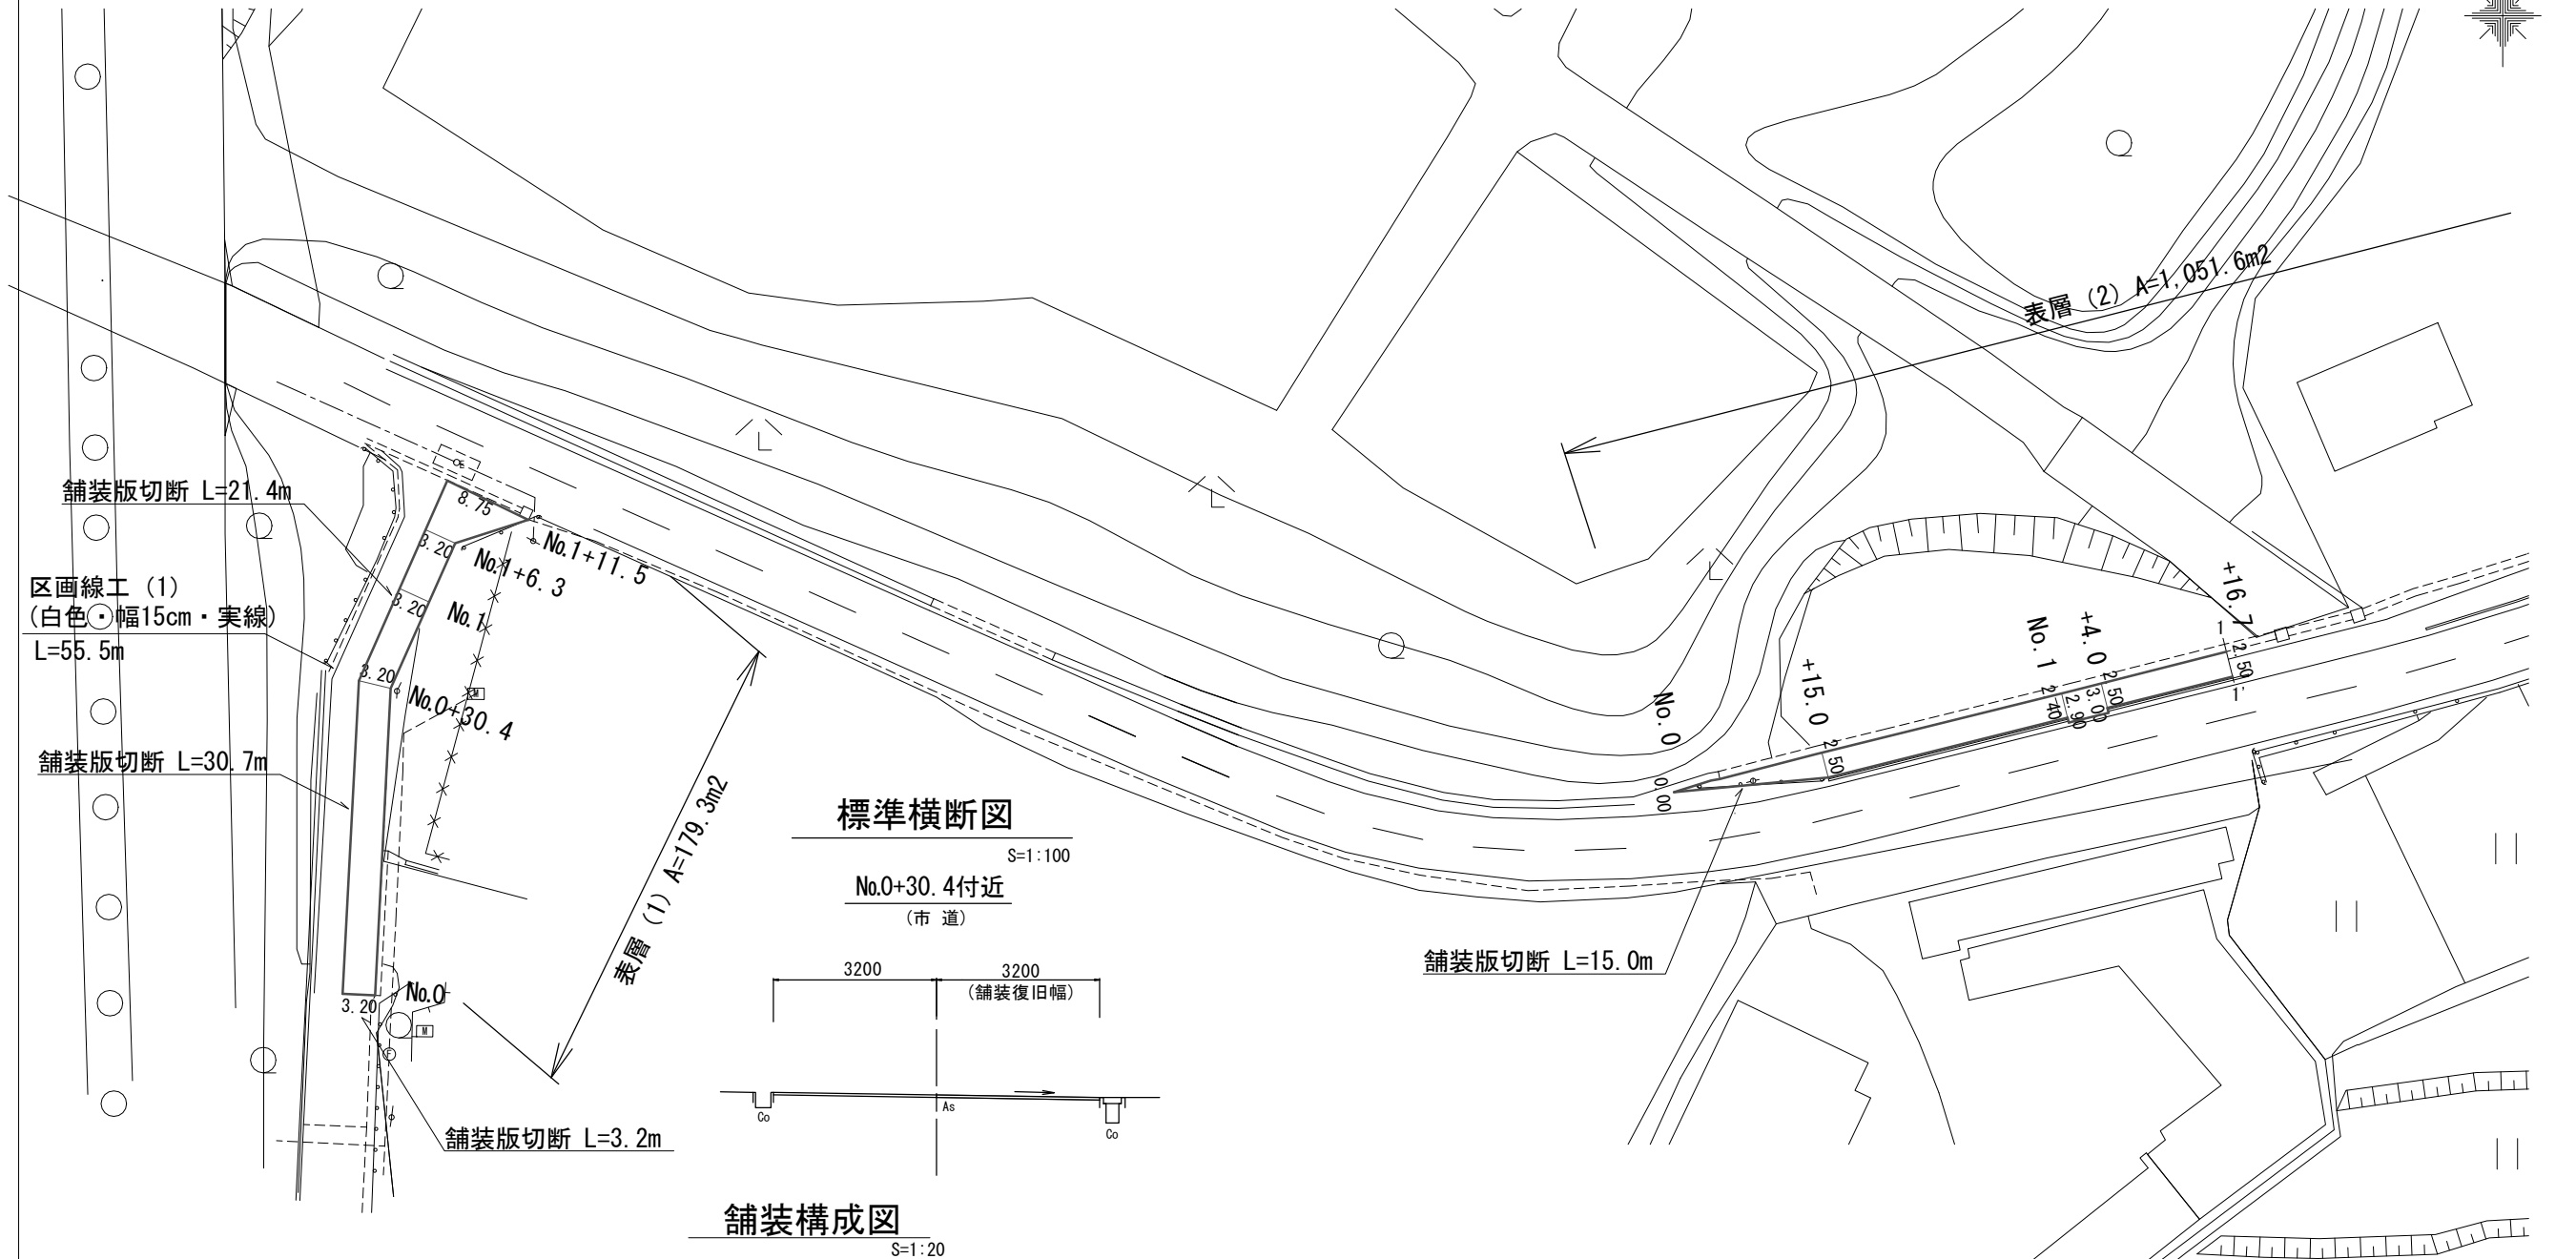 表層 (2) A=1,051.6m2
舗装版切断 L=21.4m
8.75
3.20
No.1+11.5
No.1+6.3
区画線工 (1)
(白色・幅15cm・実線)
L=55.5m
3.20
No.1
3.20
No.0+30.4
M
舗装版切断 L=30.7m
表層 (1) A=179.3m2
No.0
3.20
M
舗装版切断 L=3.2m
標準横断図
S=1:100
No.0+30.4付近
(市 道)
3200
3200
(舗装復旧幅)
Co
As
Co
舗装構成図
S=1:20
No.0
0.00
+15.0
2.50
No.1
2.40
2.90
+4.0
3.00
2.50
+16.7
1
2.50
1'
舗装版切断 L=15.0m